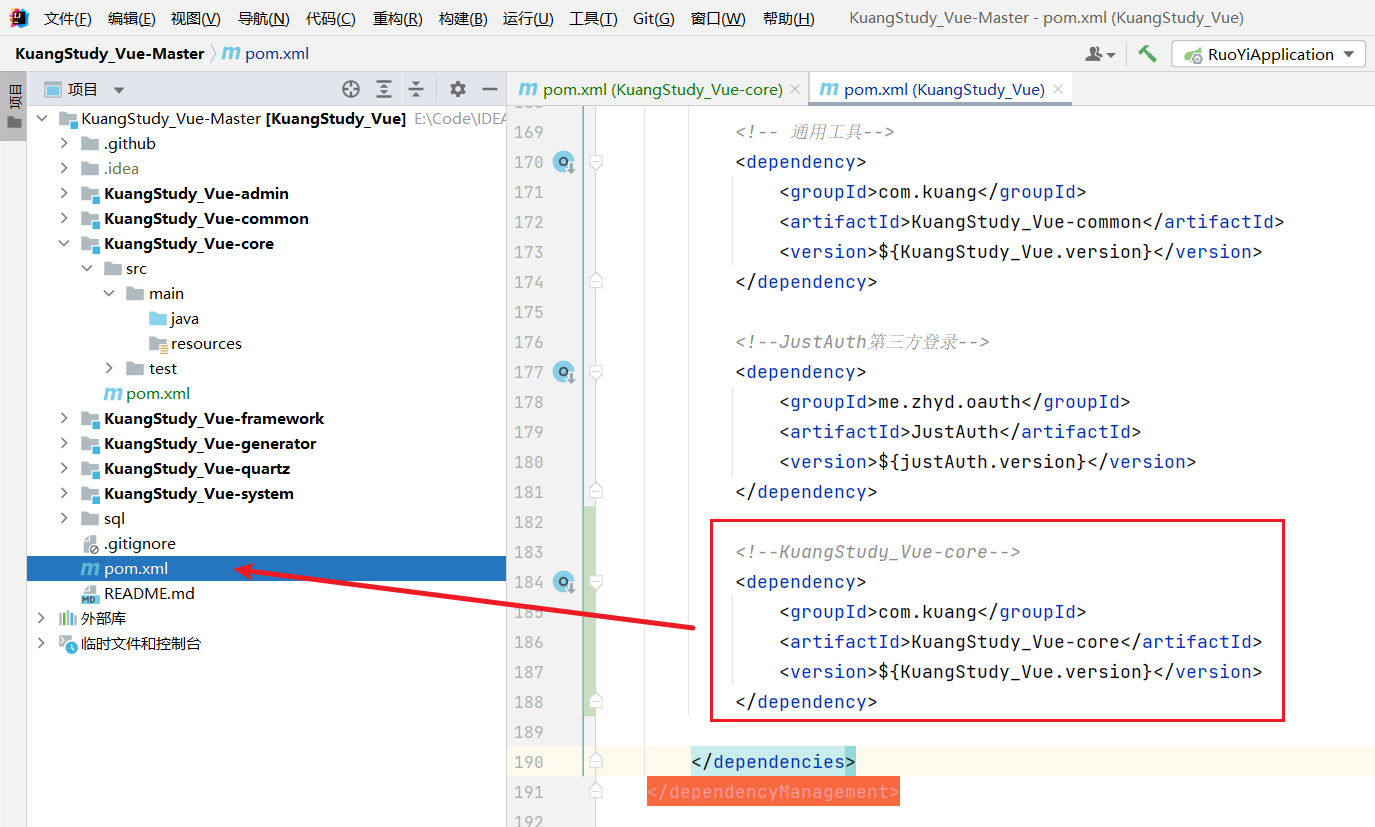 文件(F) 编辑(E) 视图(V) 导航(N) 代码(C) 重构(R) 构建(B) 运行(U) 工具(T) Git(G) 窗口(W) 帮助(H) KuangStudy_Vue-Master - pom.xml (KuangStudy_Vue)
KuangStudy_Vue-Master pom.xml RuoYiApplication
项目
项目
KuangStudy_Vue-Master [KuangStudy_Vue] E:\Code\IDEA
.github
.idea
KuangStudy_Vue-admin
KuangStudy_Vue-common
KuangStudy_Vue-core
src
main
java
resources
test
pom.xml
KuangStudy_Vue-framework
KuangStudy_Vue-generator
KuangStudy_Vue-quartz
KuangStudy_Vue-system
sql
.gitignore
pom.xml
README.md
外部库
临时文件和控制台
pom.xml (KuangStudy_Vue-core) pom.xml (KuangStudy_Vue)
169 <!-- 通用工具-->
170 <dependency>
171 <groupId>com.kuang</groupId>
172 <artifactId>KuangStudy_Vue-common</artifactId>
173 <version>${KuangStudy_Vue.version}</version>
174 </dependency>
175
176 <!--JustAuth第三方登录-->
177 <dependency>
178 <groupId>me.zhyd.oauth</groupId>
179 <artifactId>JustAuth</artifactId>
180 <version>${justAuth.version}</version>
181 </dependency>
182
183 <!--KuangStudy_Vue-core-->
184 <dependency>
185 <groupId>com.kuang</groupId>
186 <artifactId>KuangStudy_Vue-core</artifactId>
187 <version>${KuangStudy_Vue.version}</version>
188 </dependency>
189
190 </dependencies>
191 </dependencyManagement>
192